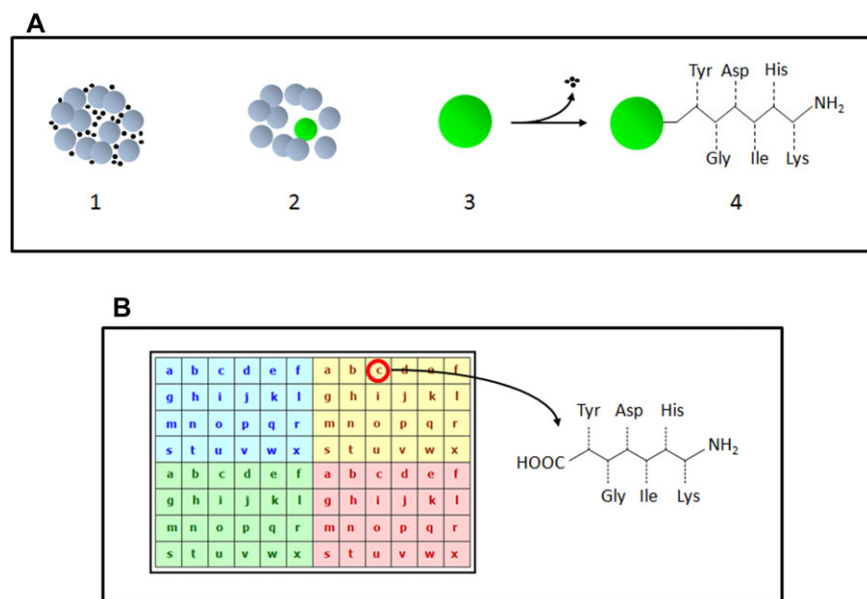 A
Tyr Asp His
NH2
Gly Ile Lys
1 2 3 4
B
a b c d e f a b c d e f
g h i j k l g h i j k l
m n o p q r m n o p q r
s t u v w x s t u v w x
a b c d e f a b c d e f
g h i j k l g h i j k l
m n o p q r m n o p q r
s t u v w x s t u v w x
Tyr Asp His
HOOC NH2
Gly Ile Lys